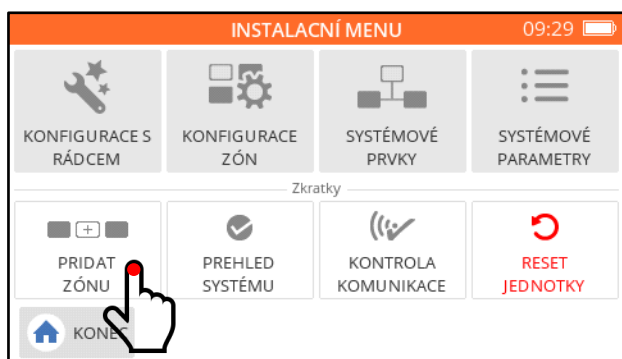 INSTALACNÍ MENU 09:29
KONFIGURACE S
RÁDCEM
KONFIGURACE
ZÓN
SYSTÉMOVÉ
PRVKY
SYSTÉMOVÉ
PARAMETRY
Zkratky
PRIDAT
ZÓNU
PREHLED
SYSTÉMU
KONTROLA
KOMUNIKACE
RESET
JEDNOTKY
KONEC